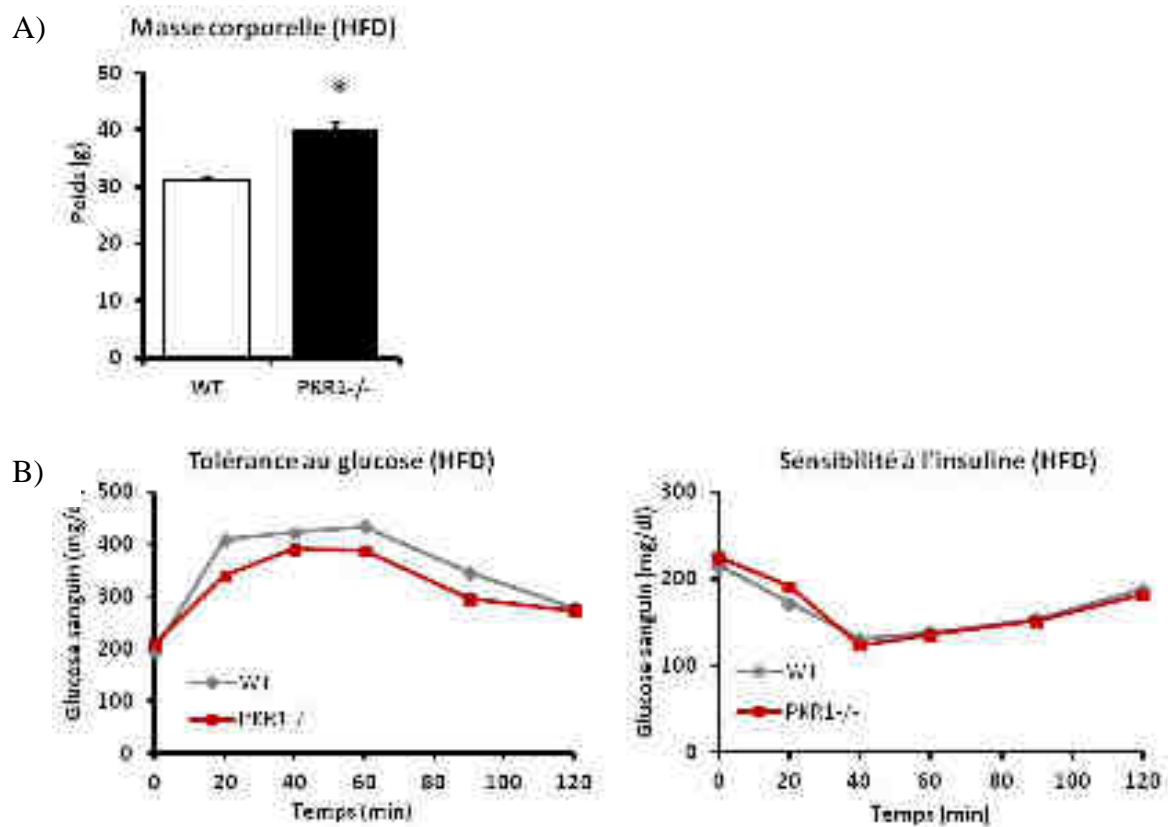 A)
Masse corporelle (HFD)
50
*
40
30
20
10
0
Poids (g)
WT
PKR1-/-
B)
Tolérance au glucose (HFD)
500
400
300
200
100
0
Glucose sanguin (mg/
WT
PKR1-/
0 20 40 60 80 100 120
Temps (min)
Sensibilité à l'insuline (HFD)
300
200
100
0
Glucose sanguin (mg/dl)
WT
PKR1-/-
0 20 40 60 80 100 120
Temps (min)